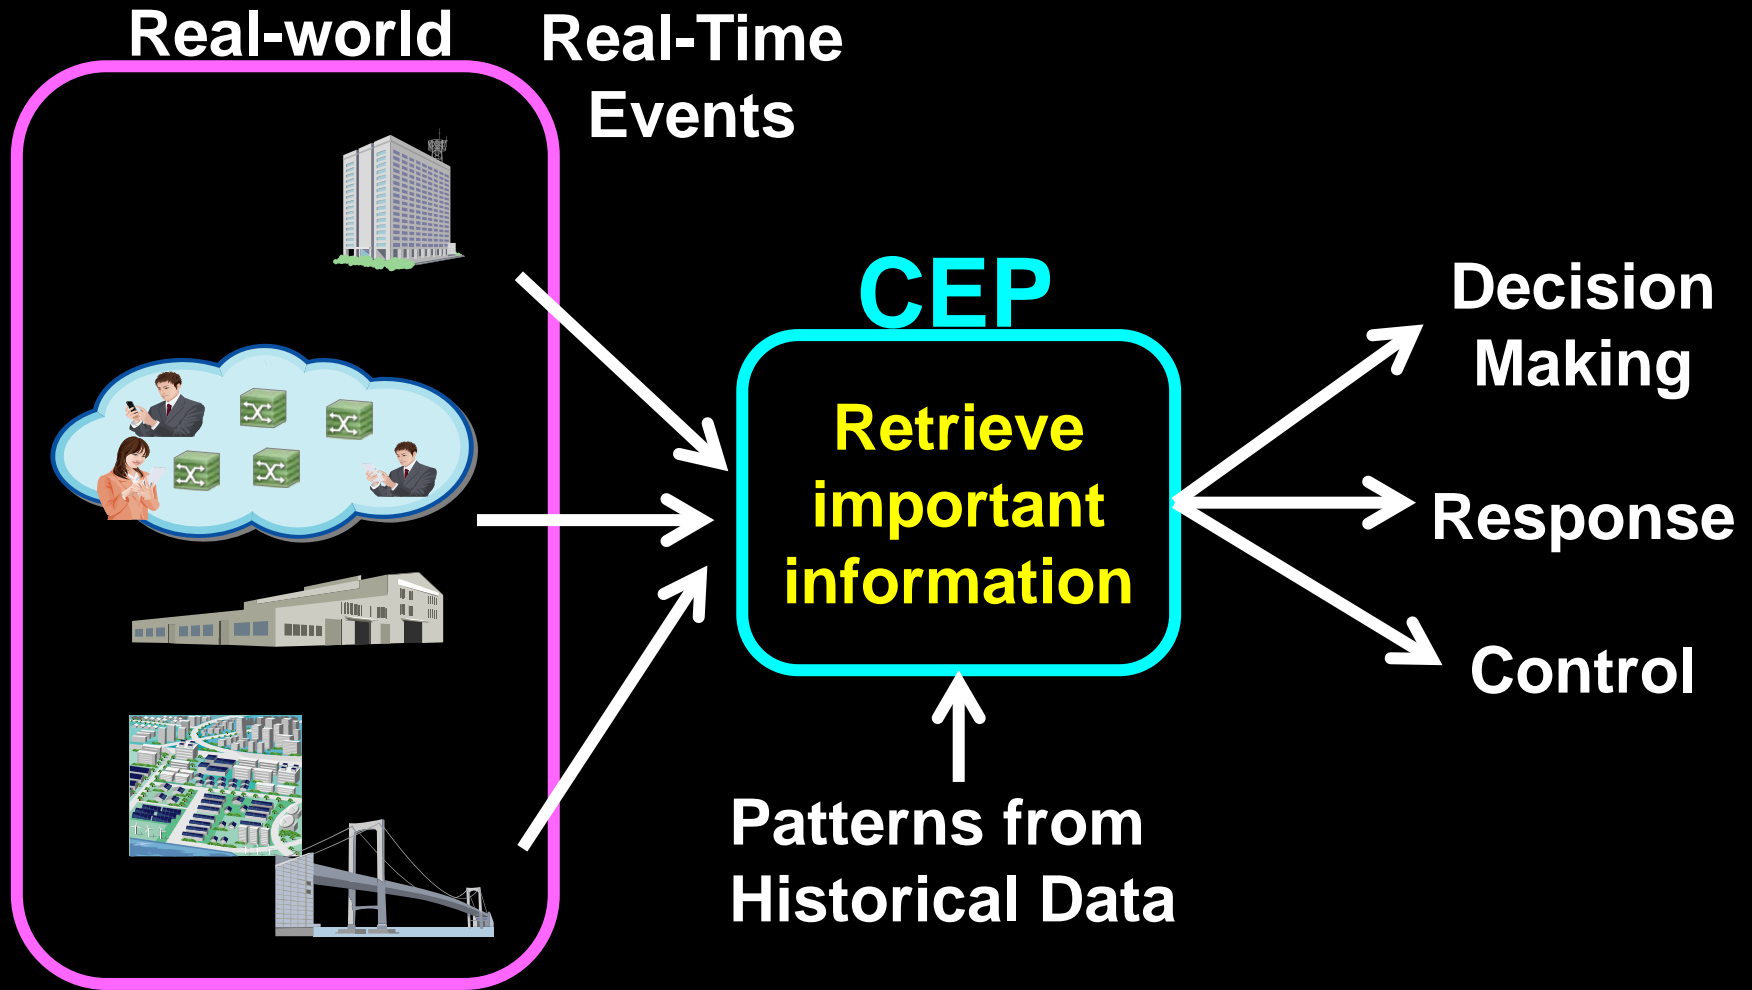 Real-world
Real-Time
Events
CEP
Retrieve
important
information
Decision
Making
Response
Control
Patterns from
Historical Data